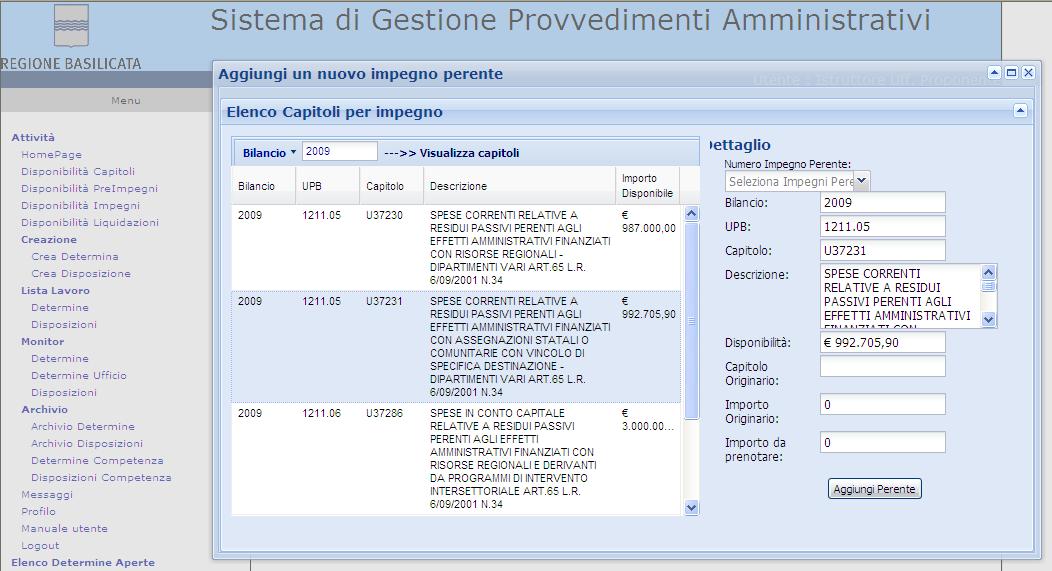 Sistema di Gestione Provvedimenti Amministrativi
REGIONE BASILICATA
Menu
Attività
HomePage
Disponibilità Capitoli
Disponibilità PreImpegni
Disponibilità Impegni
Disponibilità Liquidazioni
Creazione
Crea Determina
Crea Disposizione
Lista Lavoro
Determine
Disposizioni
Monitor
Determine
Determine Ufficio
Disposizioni
Archivio
Archivio Determine
Archivio Disposizioni
Determine Competenza
Disposizioni Competenza
Messaggi
Profilo
Manuale utente
Logout
Elenco Determine Aperte
Aggiungi un nuovo impegno perente
Utente : Istruttore Uff. Proponen
Elenco Capitoli per impegno
Bilancio 2009 --->> Visualizza capitoli
Bilancio UPB Capitolo Descrizione Importo Disponibile
2009 1211.05 U37230 SPESE CORRENTI RELATIVE A € 987.000,00
RESIDUI PASSIVI PERENTI AGLI
EFFETTI AMMINISTRATIVI FINANZIATI
CON RISORSE REGIONALI -
DIPARTIMENTI VARI ART.65 L.R.
6/09/2001 N.34
2009 1211.05 U37231 SPESE CORRENTI RELATIVE A € 992.705,90
RESIDUI PASSIVI PERENTI AGLI
EFFETTI AMMINISTRATIVI FINANZIATI
CON ASSEGNAZIONI STATALI O
COMUNITARIE CON VINCOLO DI
SPECIFICA DESTINAZIONE -
DIPARTIMENTI VARI ART.65 L.R.
6/09/2001 N.34
2009 1211.06 U37286 SPESE IN CONTO CAPITALE € 3.000.00...
RELATIVE A RESIDUI PASSIVI
PERENTI AGLI EFFETTI
AMMINISTRATIVI FINANZIATI CON
RISORSE REGIONALI E DERIVANTI
DA PROGRAMMI DI INTERVENTO
INTERSETTORIALE ART.65 L.R.
6/09/2001 N.34
Dettaglio
Numero Impegno Perente:
Seleziona Impegni Pere
Bilancio: 2009
UPB: 1211.05
Capitolo: U37231
Descrizione: SPESE CORRENTI
RELATIVE A RESIDUI
PASSIVI PERENTI AGLI
EFFETTI AMMINISTRATIVI
FINANZIATI CON
Disponibilità: € 992.705,90
Capitolo
Originario:
Importo 0
Originario:
Importo da 0
prenotare:
Aggiungi Perente